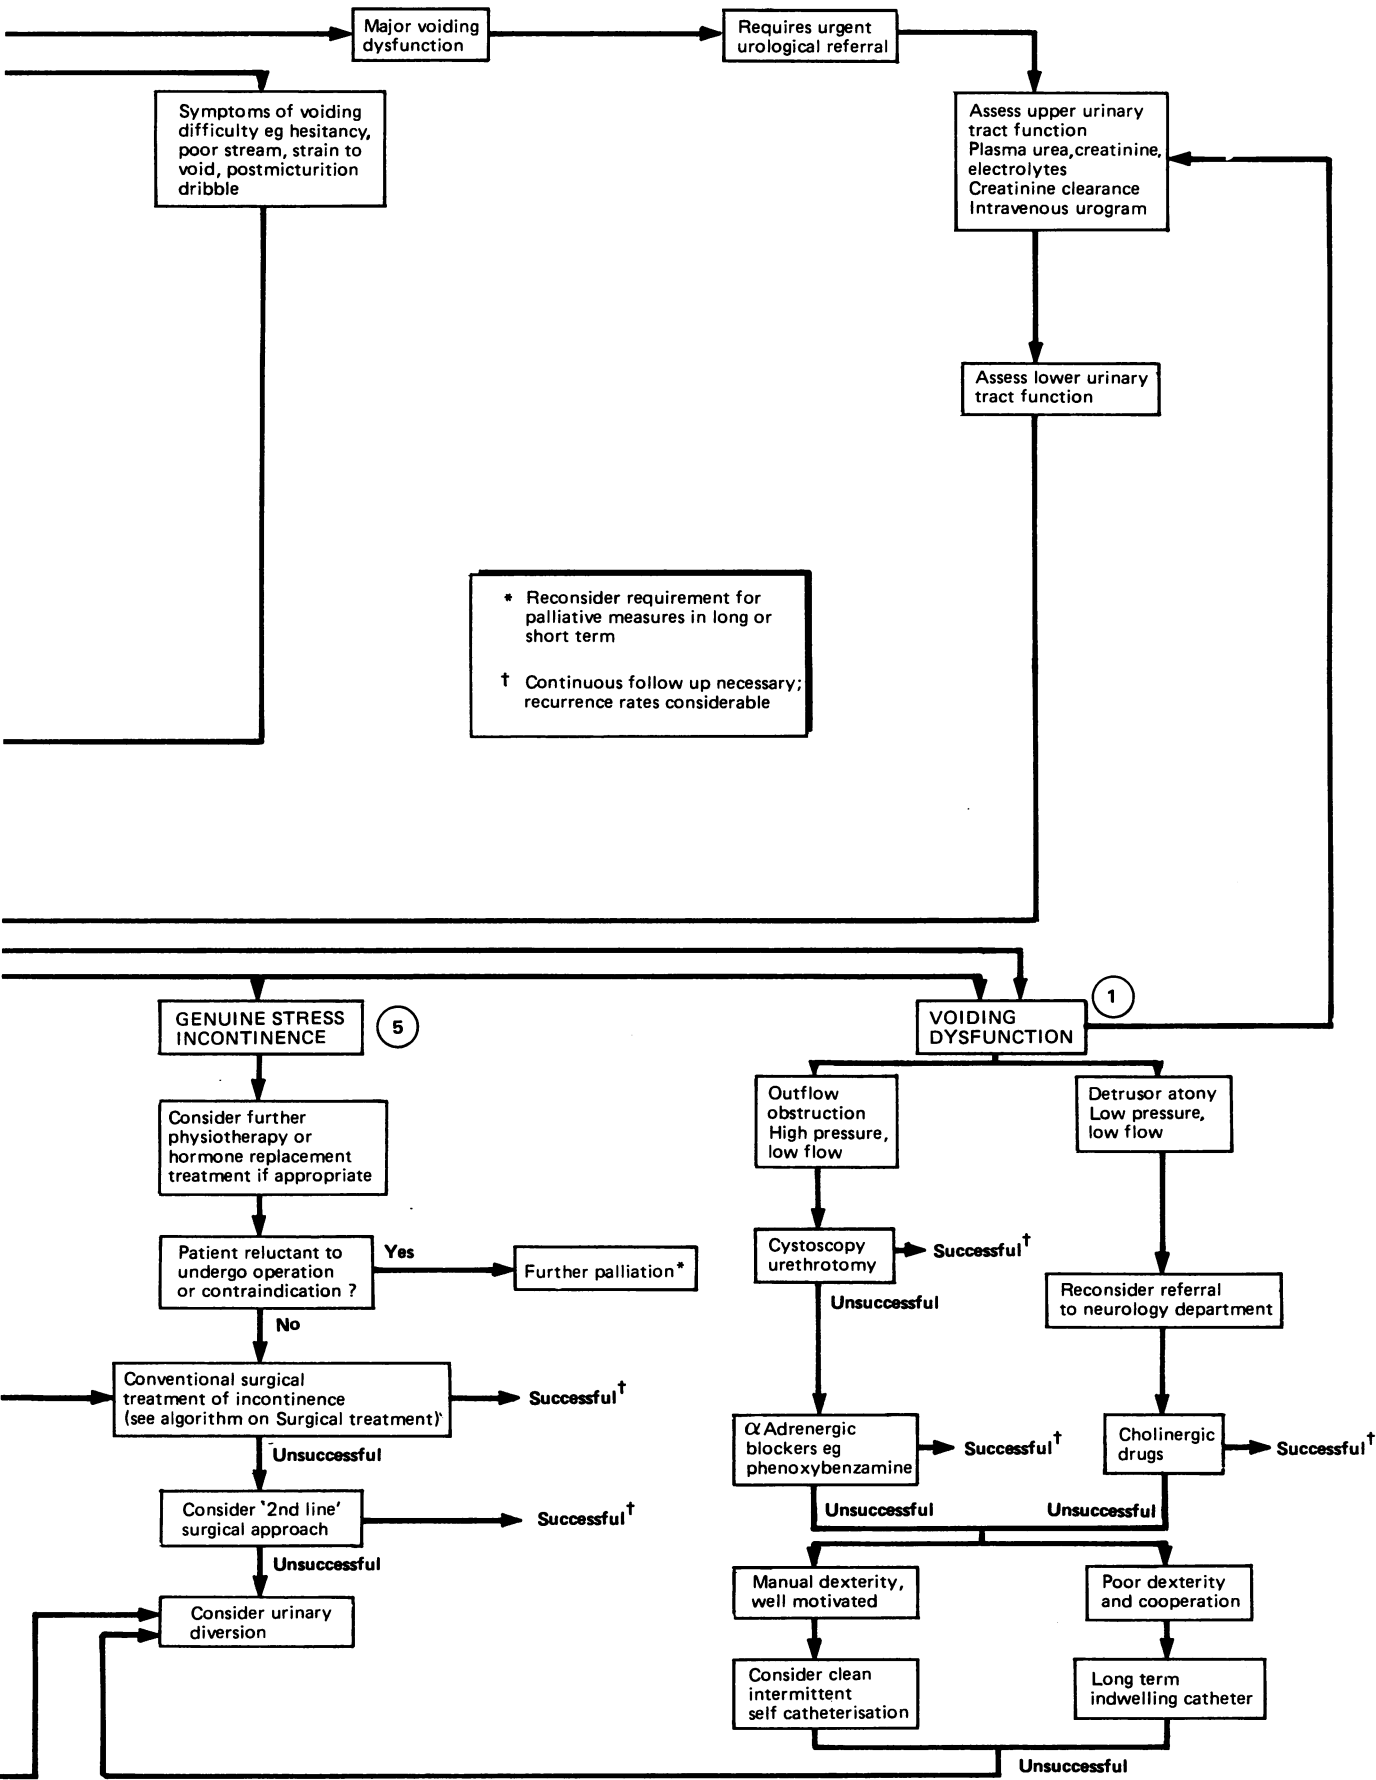 Major voiding
dysfunction
Requires urgent
urological referral
Symptoms of voiding
difficulty eg hesitancy,
poor stream, strain to
void, postmicturition
dribble
Assess upper urinary
tract function
Plasma urea, creatinine,
electrolytes
Creatinine clearance
Intravenous urogram
Assess lower urinary
tract function
* Reconsider requirement for
palliative measures in long or
short term
† Continuous follow up necessary;
recurrence rates considerable
GENUINE STRESS
INCONTINENCE
5
Consider further
physiotherapy or
hormone replacement
treatment if appropriate
Patient reluctant to
undergo operation
or contraindication ?
Yes
Further palliation*
No
Conventional surgical
treatment of incontinence
(see algorithm on Surgical treatment)
Successful†
Unsuccessful
Consider '2nd line'
surgical approach
Successful†
Unsuccessful
Consider urinary
diversion
VOIDING
DYSFUNCTION
1
Outflow
obstruction
High pressure,
low flow
Cystoscopy
urethrotomy
Successful†
Unsuccessful
α Adrenergic
blockers eg
phenoxybenzamine
Successful†
Unsuccessful
Detrusor atony
Low pressure,
low flow
Reconsider referral
to neurology department
Cholinergic
drugs
Successful†
Unsuccessful
Manual dexterity,
well motivated
Consider clean
intermittent
self catheterisation
Poor dexterity
and cooperation
Long term
indwelling catheter
Unsuccessful